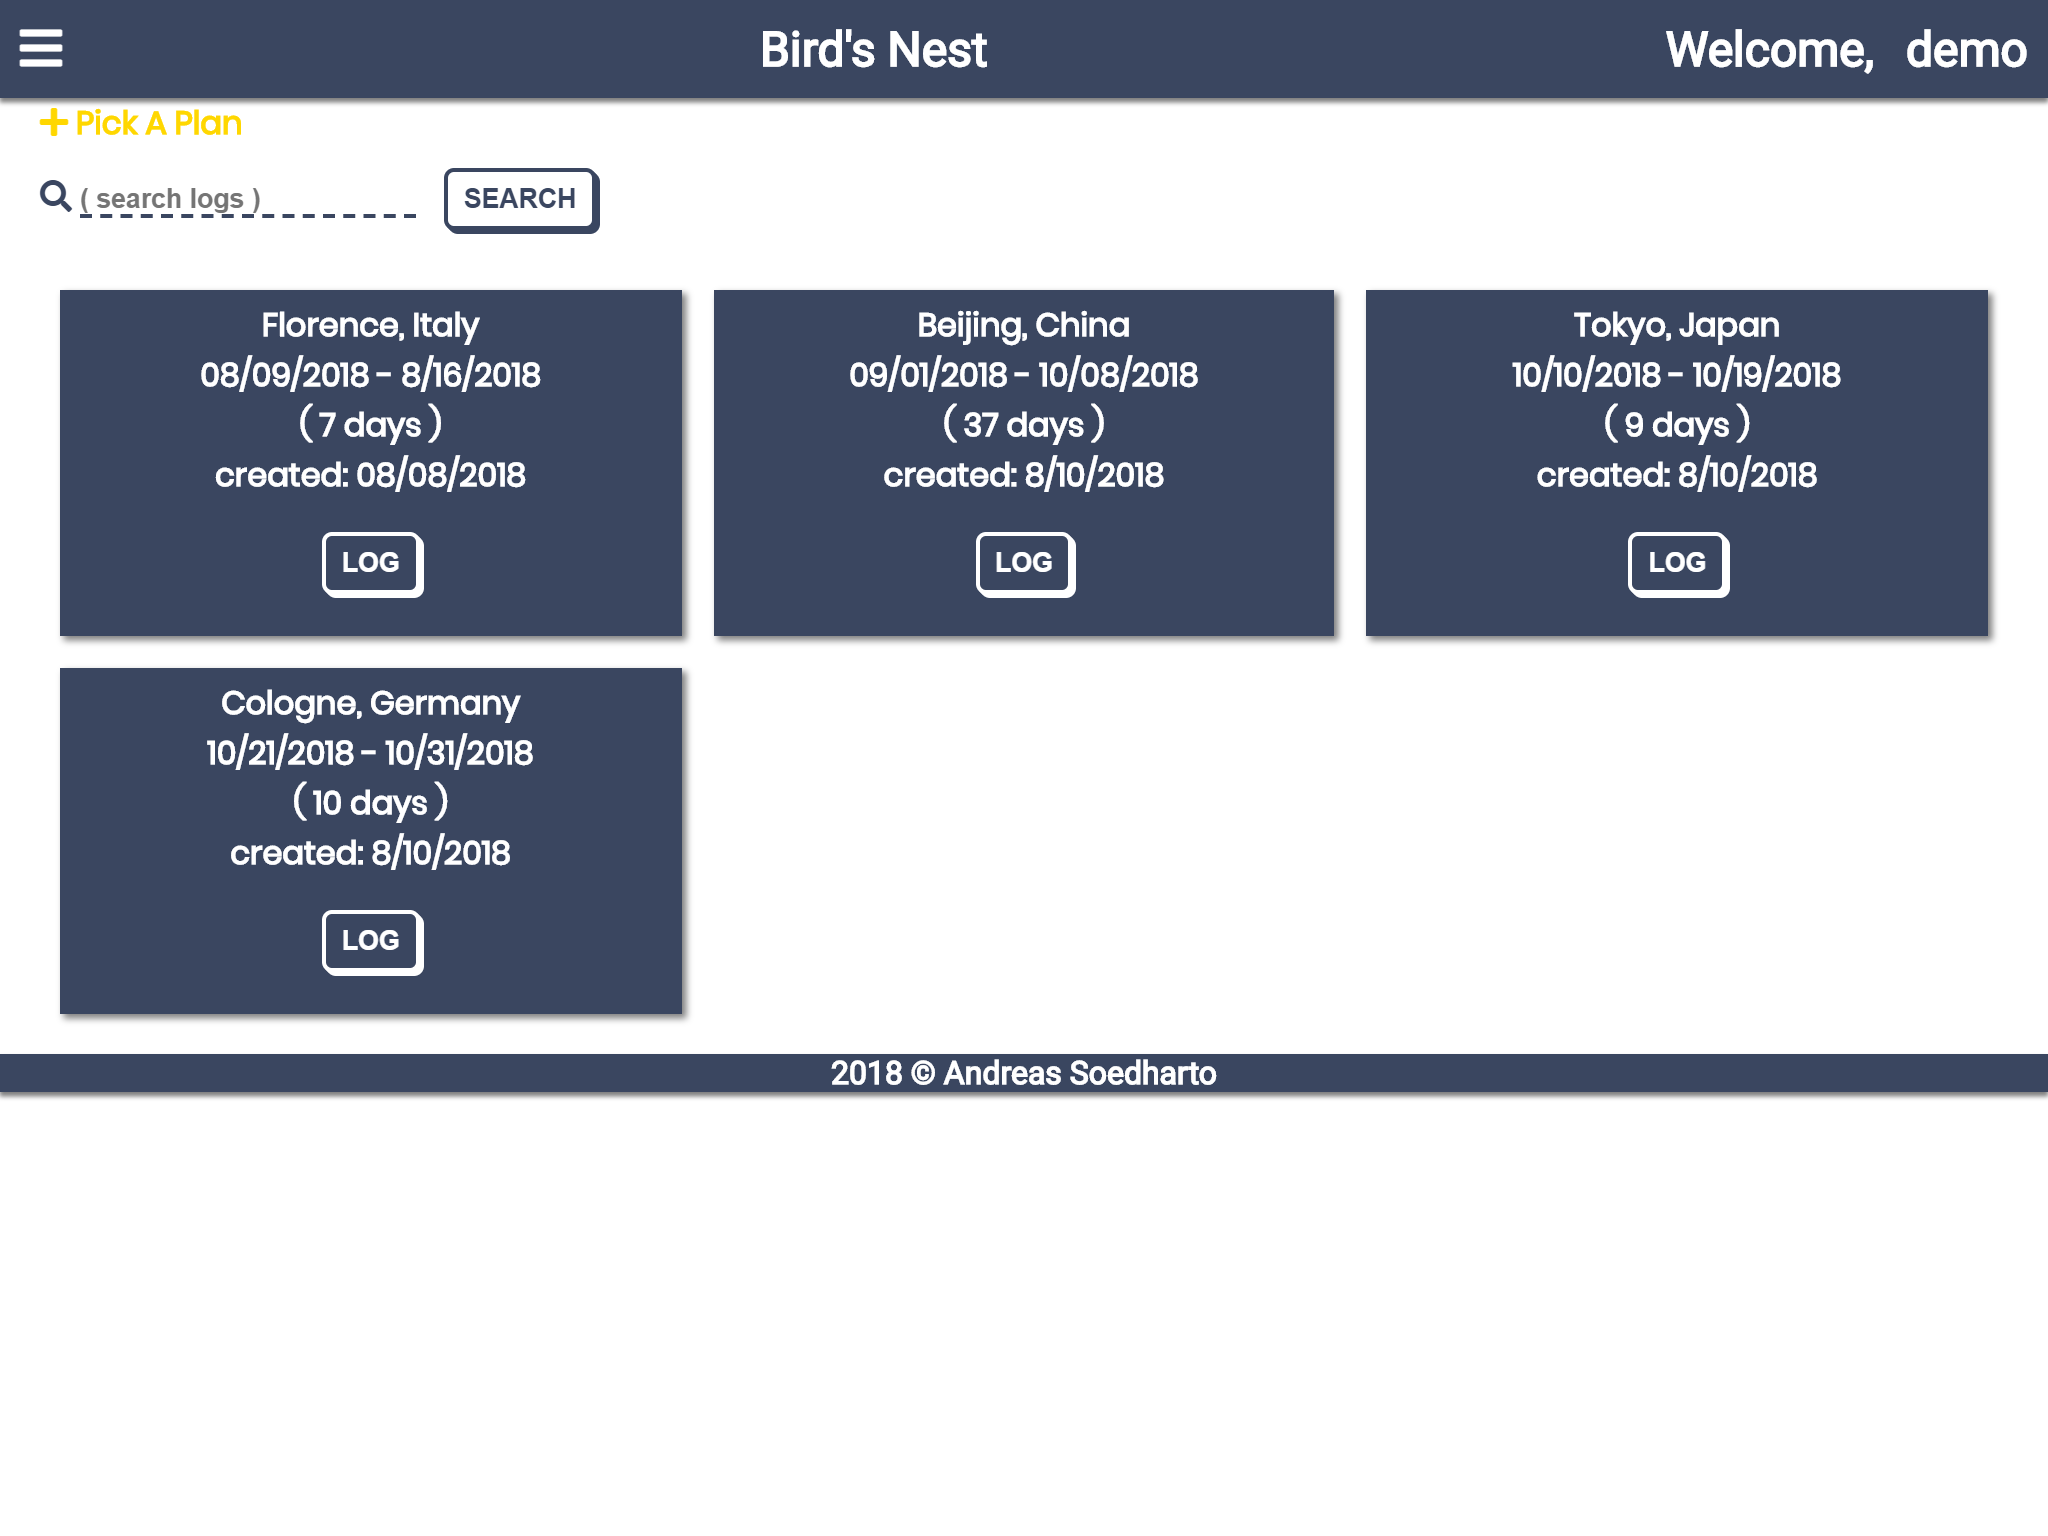 Bird's Nest
Welcome, demo
Pick A Plan
( search logs )
SEARCH
Florence, Italy
08/09/2018 - 8/16/2018
( 7 days )
created: 08/08/2018
LOG
Beijing, China
09/01/2018 - 10/08/2018
( 37 days )
created: 8/10/2018
LOG
Tokyo, Japan
10/10/2018 - 10/19/2018
( 9 days )
created: 8/10/2018
LOG
Cologne, Germany
10/21/2018 - 10/31/2018
( 10 days )
created: 8/10/2018
LOG
2018 © Andreas Soedharto